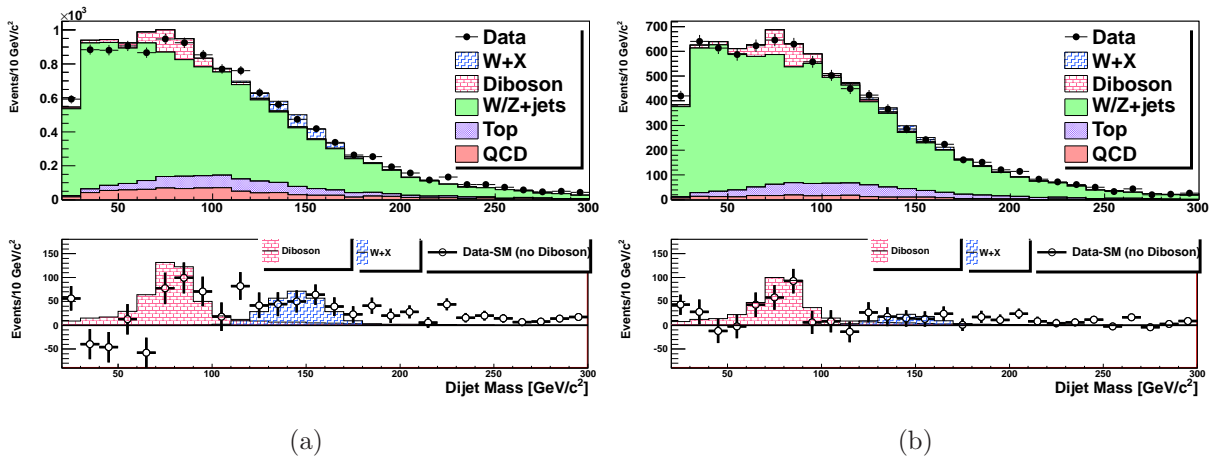 ×10³
Events/10 GeV/c²
1
0.8
0.6
0.4
0.2
0
Data
W+X
Diboson
W/Z+jets
Top
QCD
50 100 150 200 250 300
Events/10 GeV/c²
150
100
50
0
-50
Diboson W+X Data-SM (no Diboson)
50 100 150 200 250 300
Dijet Mass [GeV/c²]
(a)
Events/10 GeV/c²
700
600
500
400
300
200
100
0
Data
W+X
Diboson
W/Z+jets
Top
QCD
50 100 150 200 250 300
Events/10 GeV/c²
150
100
50
0
-50
Diboson W+X Data-SM (no Diboson)
50 100 150 200 250 300
Dijet Mass [GeV/c²]
(b)